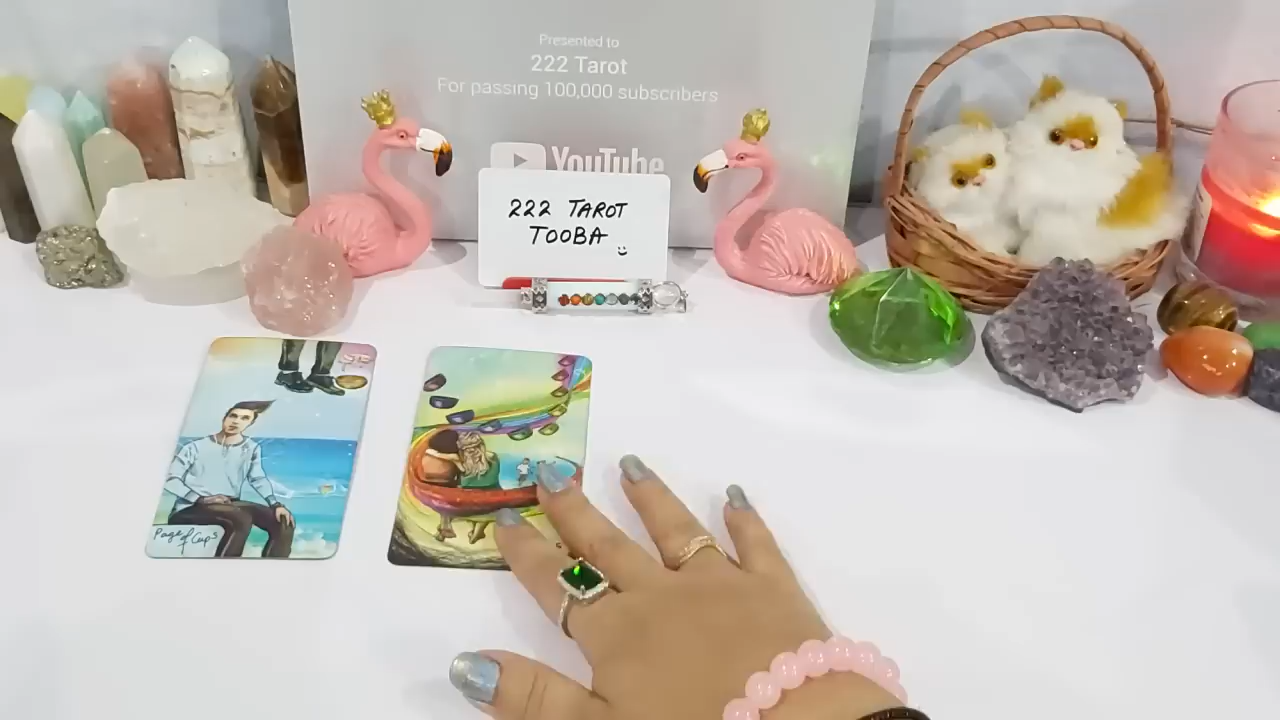 Presented to
222 Tarot
For passing 100,000 subscribers
YouTube
222 TAROT
TOOBA
Page of Cups